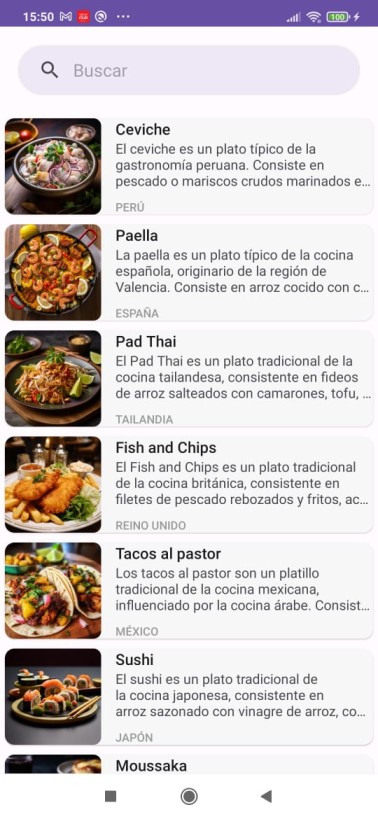 15:50
100
Buscar
Ceviche
El ceviche es un plato típico de la
gastronomía peruana. Consiste en
pescado o mariscos crudos marinados e...
PERÚ
Paella
La paella es un plato típico de la cocina
española, originario de la región de
Valencia. Consiste en arroz cocido con c...
ESPAÑA
Pad Thai
El Pad Thai es un plato tradicional de la
cocina tailandesa, consistente en fideos
de arroz salteados con camarones, tofu, ...
TAILANDIA
Fish and Chips
El Fish and Chips es un plato tradicional
de la cocina británica, consistente en
filetes de pescado rebozados y fritos, ac...
REINO UNIDO
Tacos al pastor
Los tacos al pastor son un platillo
tradicional de la cocina mexicana,
influenciado por la cocina árabe. Consist...
MÉXICO
Sushi
El sushi es un plato tradicional de
la cocina japonesa, consistente en
arroz sazonado con vinagre de arroz, co...
JAPÓN
Moussaka